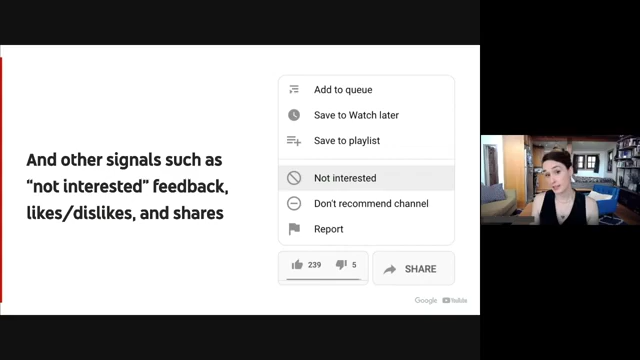 And other signals such as
“not interested” feedback,
likes/dislikes, and shares
Add to queue
Save to Watch later
Save to playlist
Not interested
Don't recommend channel
Report
239
5
SHARE
Google
YouTube